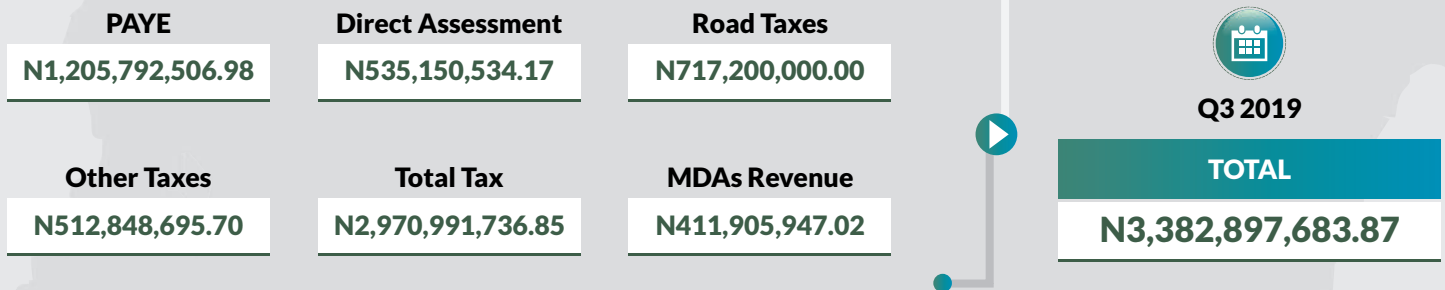 PAYE
Direct Assessment
Road Taxes
N1,205,792,506.98
N535,150,534.17
N717,200,000.00
Other Taxes
Total Tax
MDAs Revenue
N512,848,695.70
N2,970,991,736.85
N411,905,947.02
Q3 2019
TOTAL
N3,382,897,683.87